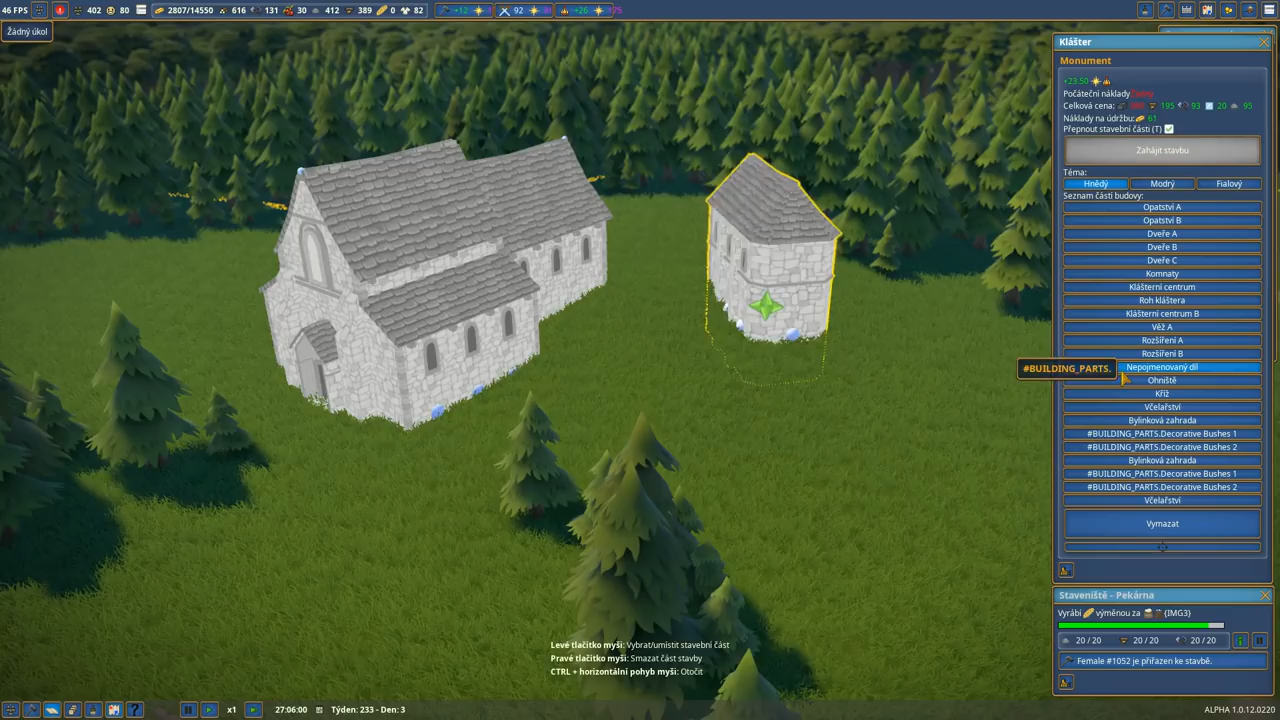 46 FPS 402 80 2807/14550 616 131 30 412 389 0 82 +12 92 +26
Žádný úkol
Klášter
Monument
+23.50
Počáteční náklady
Celková cena: 195 93 20 95
Náklady na údržbu: 61
Přepnout stavební části (T)
Zahájit stavbu
Téma:
Hnědý Modrý Fialový
Seznam části budovy:
Opatství A
Opatství B
Dveře A
Dveře B
Dveře C
Komnaty
Klášterní centrum
Roh kláštera
Klášterní centrum B
Věž A
Rozšíření A
Rozšíření B
#BUILDING_PARTS.
Nepojmenovaný díl
Ohniště
Kříž
Včelařství
Bylinková zahrada
#BUILDING_PARTS.Decorative Bushes 1
#BUILDING_PARTS.Decorative Bushes 2
Bylinková zahrada
#BUILDING_PARTS.Decorative Bushes 1
#BUILDING_PARTS.Decorative Bushes 2
Včelařství
Vymazat
Staveniště - Pekárna
Vyrábí výměnou za {IMG3}
20 / 20 20 / 20 20 / 20
Female #1052 je přiřazen ke stavbě.
Levé tlačítko myši: Vybrat/umístit stavební část
Pravé tlačítko myši: Smazat část stavby
CTRL + horizontální pohyb myši: Otočit
x1 27:06:00 Týden: 233 - Den: 3
ALPHA 1.0.12.0220